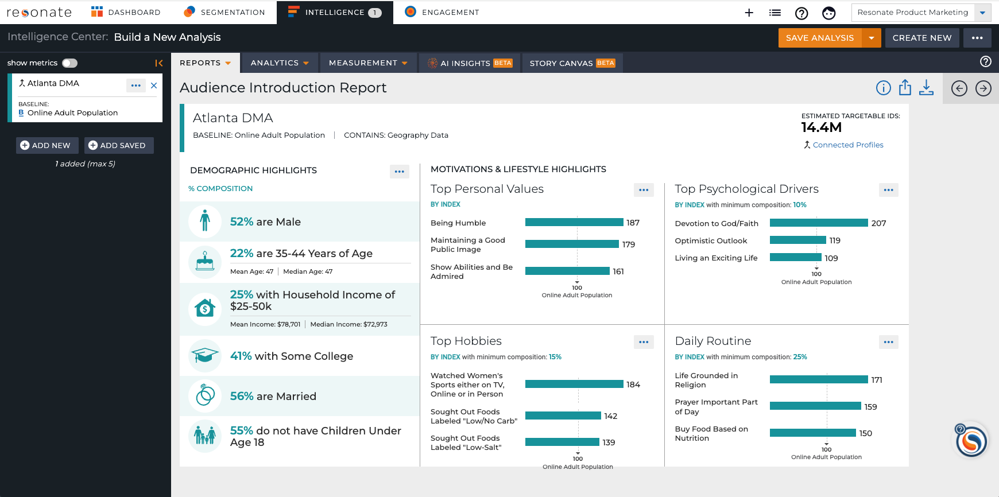 resonate
DASHBOARD
SEGMENTATION
INTELLIGENCE 1
ENGAGEMENT
Resonate Product Marketing
Intelligence Center: Build a New Analysis
SAVE ANALYSIS
CREATE NEW
show metrics
REPORTS
ANALYTICS
MEASUREMENT
AI INSIGHTS BETA
STORY CANVAS BETA
Atlanta DMA
BASELINE:
B Online Adult Population
ADD NEW
ADD SAVED
1 added (max 5)
Audience Introduction Report
Atlanta DMA
BASELINE: Online Adult Population | CONTAINS: Geography Data
ESTIMATED TARGETABLE IDS:
14.4M
Connected Profiles
DEMOGRAPHIC HIGHLIGHTS
% COMPOSITION
52% are Male
22% are 35-44 Years of Age
Mean Age: 47 | Median Age: 47
25% with Household Income of
$25-50k
Mean Income: $78,701 | Median Income: $72,973
41% with Some College
56% are Married
55% do not have Children Under
Age 18
MOTIVATIONS & LIFESTYLE HIGHLIGHTS
Top Personal Values
BY INDEX
Being Humble 187
Maintaining a Good
Public Image 179
Show Abilities and Be
Admired 161
100
Online Adult Population
Top Psychological Drivers
BY INDEX with minimum composition: 10%
Devotion to God/Faith 207
Optimistic Outlook 119
Living an Exciting Life 109
100
Online Adult Population
Top Hobbies
BY INDEX with minimum composition: 15%
Watched Women's
Sports either on TV, 184
Online or in Person
Sought Out Foods
Labeled "Low/No Carb" 142
Sought Out Foods
Labeled "Low-Salt" 139
100
Online Adult Population
Daily Routine
BY INDEX with minimum composition: 25%
Life Grounded in
Religion 171
Prayer Important Part
of Day 159
Buy Food Based on
Nutrition 150
100
Online Adult Population